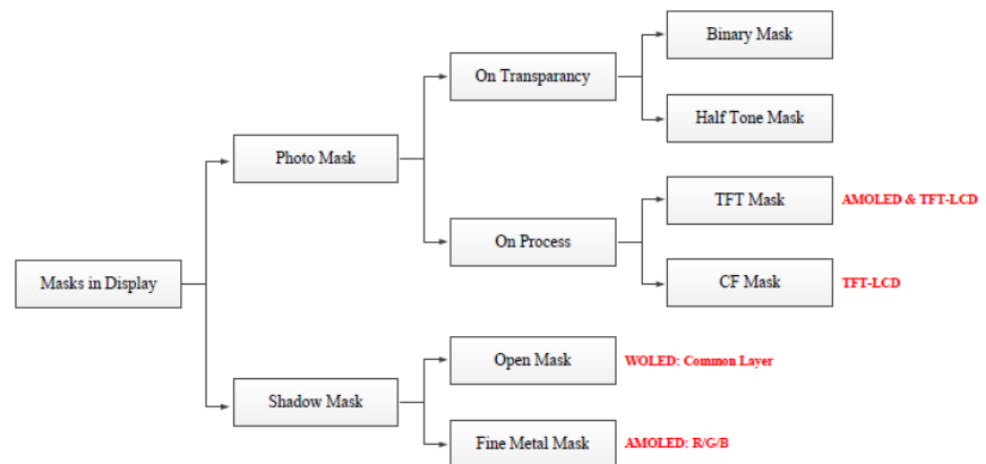 Binary Mask
On Transparancy
Half Tone Mask
Photo Mask
TFT Mask
AMOLED & TFT-LCD
On Process
CF Mask
TFT-LCD
Masks in Display
Open Mask
WOLED: Common Layer
Shadow Mask
Fine Metal Mask
AMOLED: R/G/B